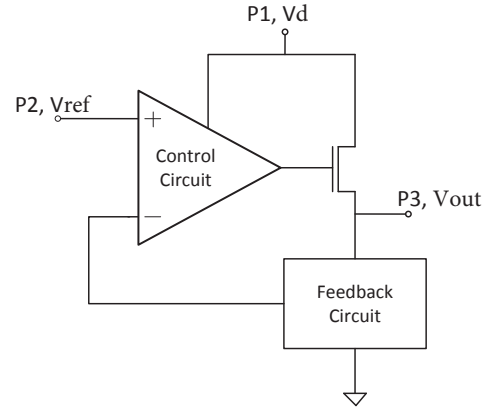 P1, Vd
P2, Vref
+
Control
Circuit
−
P3, Vout
Feedback
Circuit